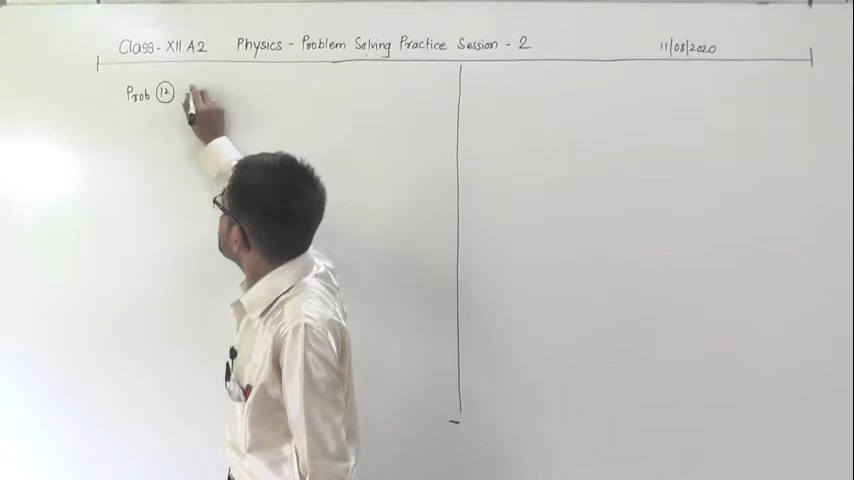 Class - XII A2 Physics - Problem Solving Practice Session - 2 11/08/2020
Prob 12